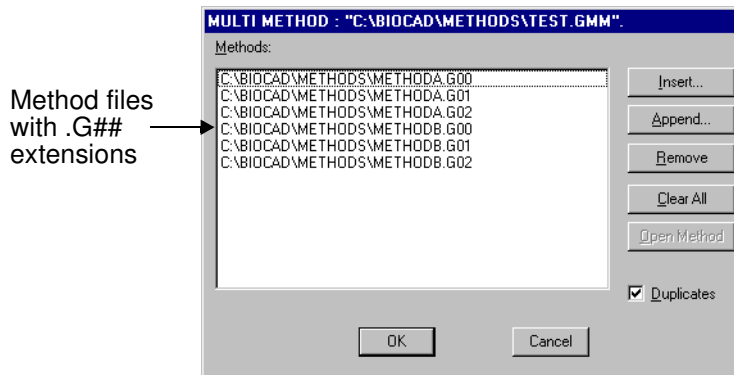 MULTI METHOD : "C:\BIOCAD\METHODS\TEST.GMM".
Methods:
C:\BIOCAD\METHODS\METHODA.G00
C:\BIOCAD\METHODS\METHODA.G01
C:\BIOCAD\METHODS\METHODA.G02
C:\BIOCAD\METHODS\METHODB.G00
C:\BIOCAD\METHODS\METHODB.G01
C:\BIOCAD\METHODS\METHODB.G02
Method files
with .G##
extensions
Insert...
Append...
Remove
Clear All
Open Method
Duplicates
OK
Cancel